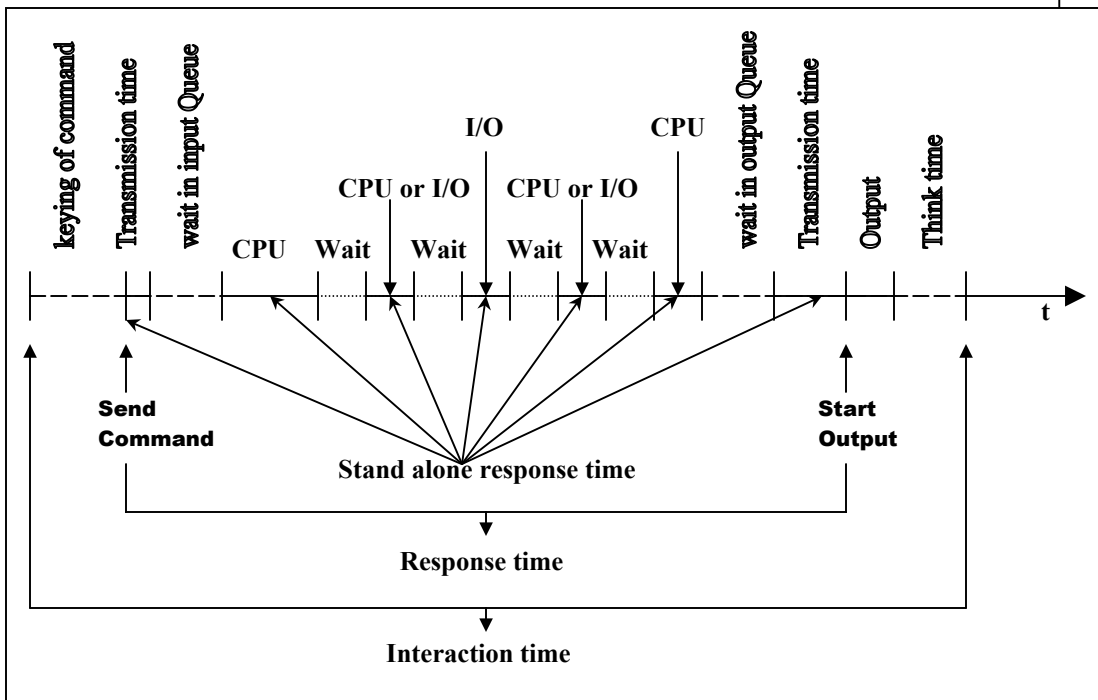 keying of command
Transmission time
wait in input Queue
wait in output Queue
Transmission time
Output
Think time
I/O
CPU
CPU or I/O
CPU or I/O
CPU
Wait
Wait
Wait
Wait
t
Send
Command
Start
Output
Stand alone response time
Response time
Interaction time